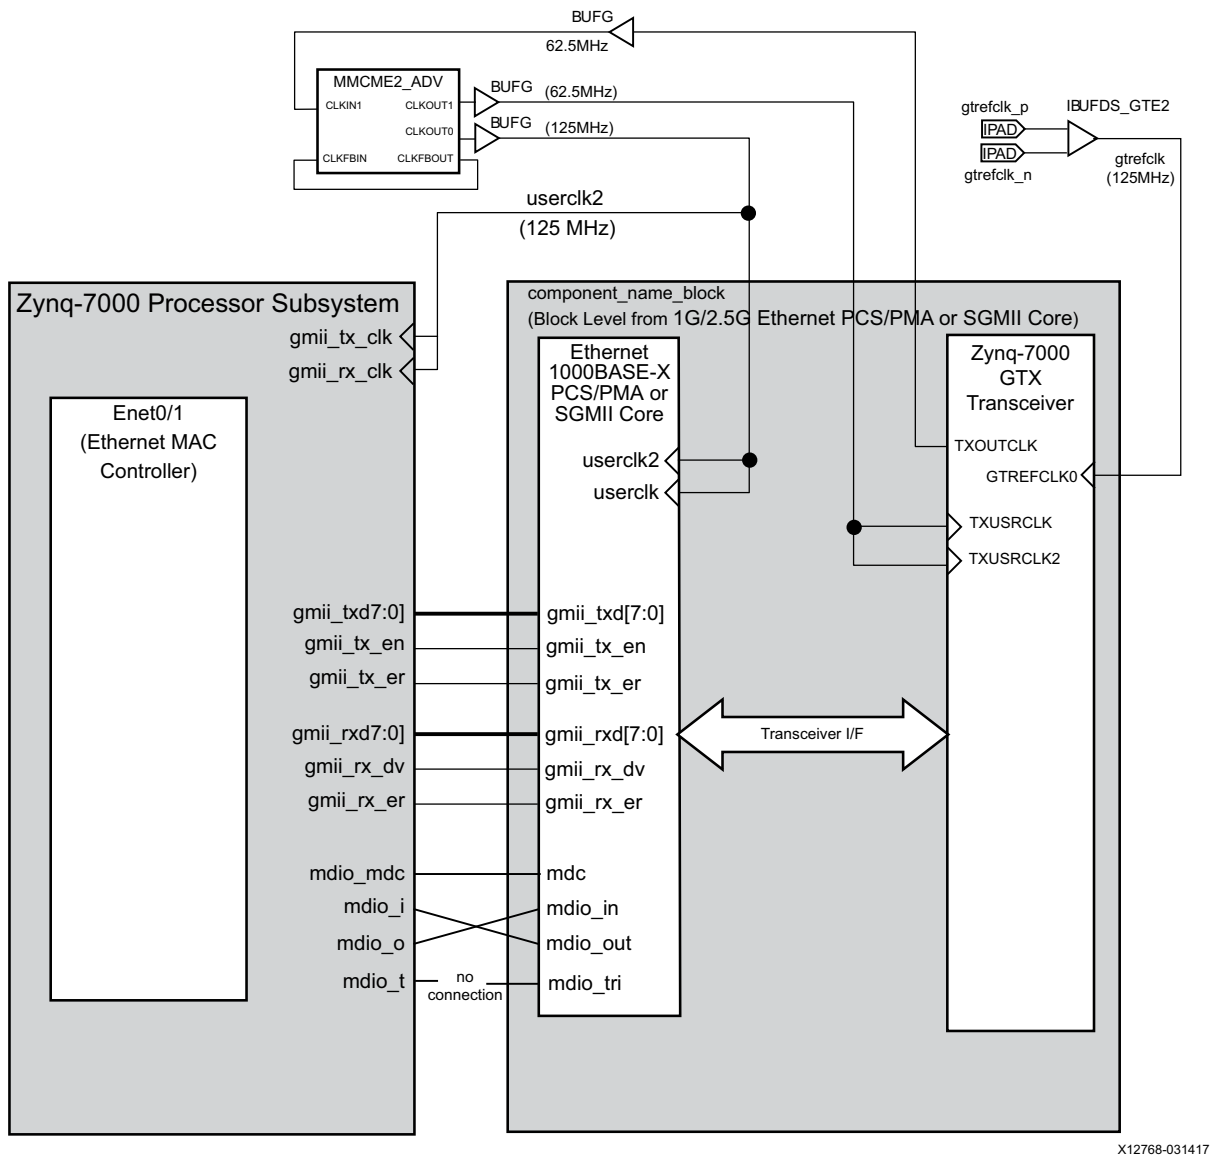 BUFG
62.5MHz
MMCME2_ADV
CLKIN1
CLKOUT1
BUFG
(62.5MHz)
CLKOUT0
BUFG
(125MHz)
CLKFBIN
CLKFBOUT
gtrefclk_p
IBUFDS_GTE2
IPAD
IPAD
gtrefclk_n
gtrefclk
(125MHz)
userclk2
(125 MHz)
Zynq-7000 Processor Subsystem
gmii_tx_clk
gmii_rx_clk
Enet0/1
(Ethernet MAC
Controller)
gmii_txd7:0]
gmii_tx_en
gmii_tx_er
gmii_rxd7:0]
gmii_rx_dv
gmii_rx_er
mdio_mdc
mdio_i
mdio_o
mdio_t
no
connection
component_name_block
(Block Level from 1G/2.5G Ethernet PCS/PMA or SGMII Core)
Ethernet
1000BASE-X
PCS/PMA or
SGMII Core
userclk2
userclk
gmii_txd[7:0]
gmii_tx_en
gmii_tx_er
gmii_rxd[7:0]
gmii_rx_dv
gmii_rx_er
mdc
mdio_in
mdio_out
mdio_tri
Transceiver I/F
Zynq-7000
GTX
Transceiver
TXOUTCLK
GTREFCLK0
TXUSRCLK
TXUSRCLK2
X12768-031417